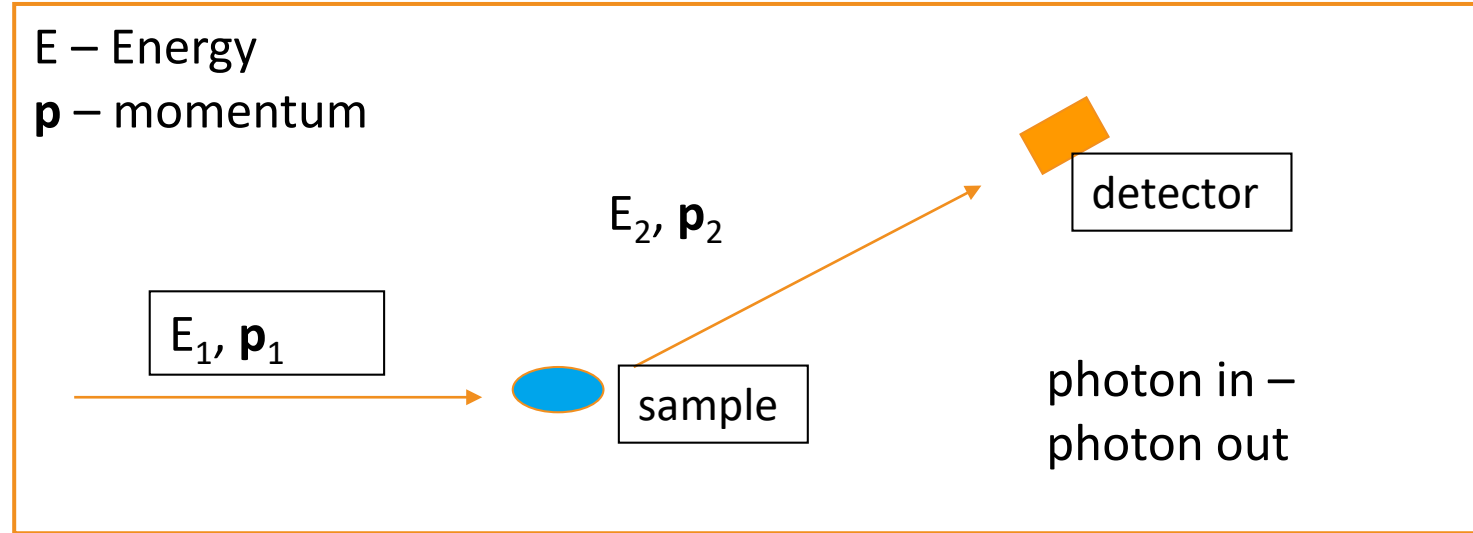 E – Energy
p – momentum
E₂, p₂
detector
E₁, p₁
sample
photon in –
photon out